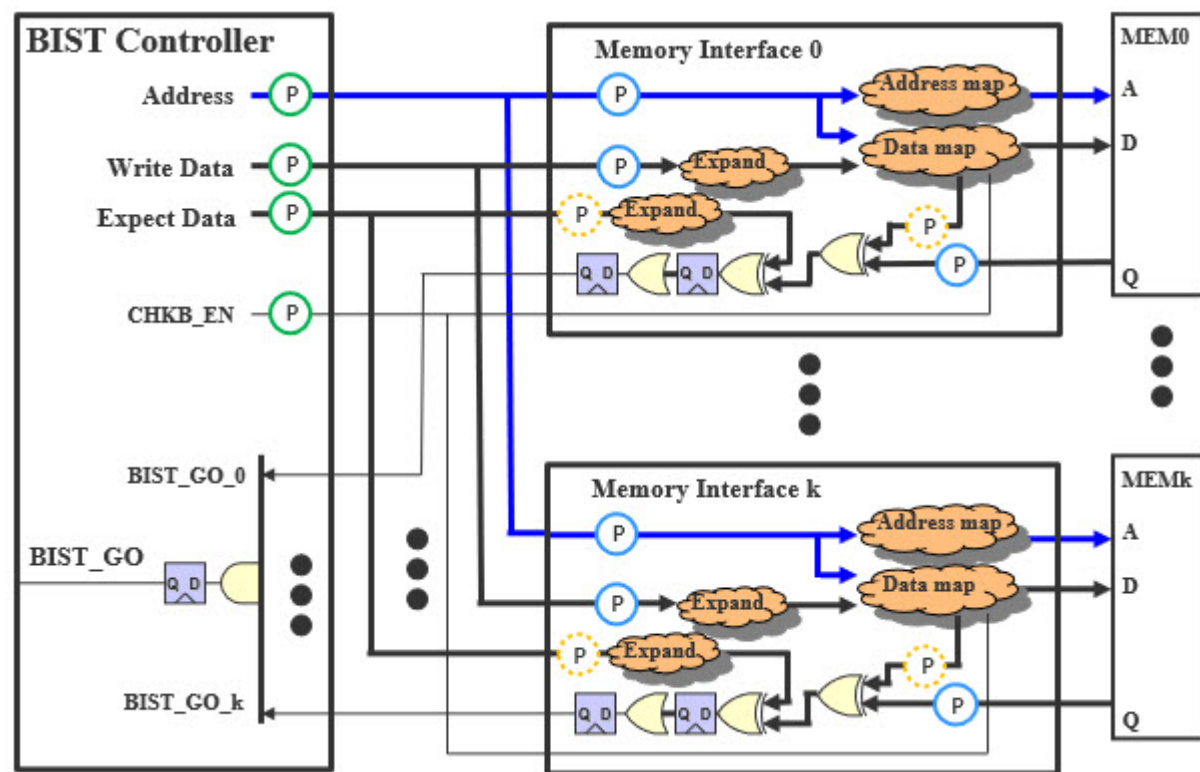 BIST Controller
Address
P
Write Data
P
Expect Data
P
CHKB_EN
P
BIST_GO_0
BIST_GO
Q D
BIST_GO_k
Memory Interface 0
P
Address map
P
Expand
Data map
P
Expand
P
Q D
Q D
P
MEM0
A
D
Q
Memory Interface k
P
Address map
P
Expand
Data map
P
Expand
P
Q D
Q D
P
MEMk
A
D
Q